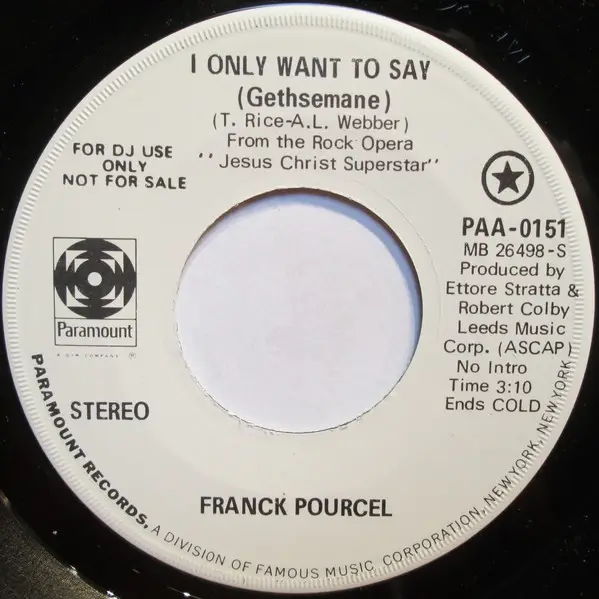 I ONLY WANT TO SAY
(Gethsemane)
(T. Rice-A.L. Webber)
From the Rock Opera
"Jesus Christ Superstar"
FOR DJ USE
ONLY
NOT FOR SALE
PAA-0151
MB 26498-S
Produced by
Ettore Stratta &
Robert Colby
Leeds Music
Corp. (ASCAP)
No Intro
Time 3:10
Ends COLD
Paramount
A G+W COMPANY
STEREO
FRANCK POURCEL
PARAMOUNT RECORDS, A DIVISION OF FAMOUS MUSIC CORPORATION, NEW YORK, NEW YORK